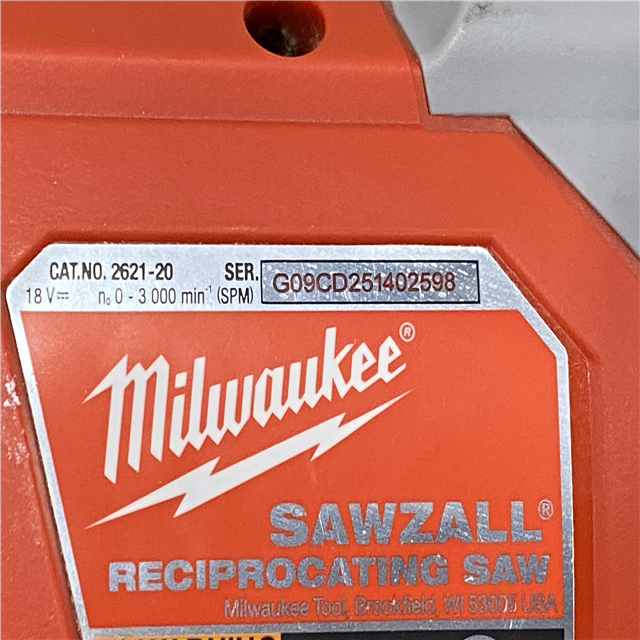 CAT.NO. 2621-20 SER. G09CD251402598
18 V⎓ n₀ 0 - 3 000 min⁻¹ (SPM)
Milwaukee®
SAWZALL®
RECIPROCATING SAW
Milwaukee Tool, Brookfield, WI 53005 USA
WARNING